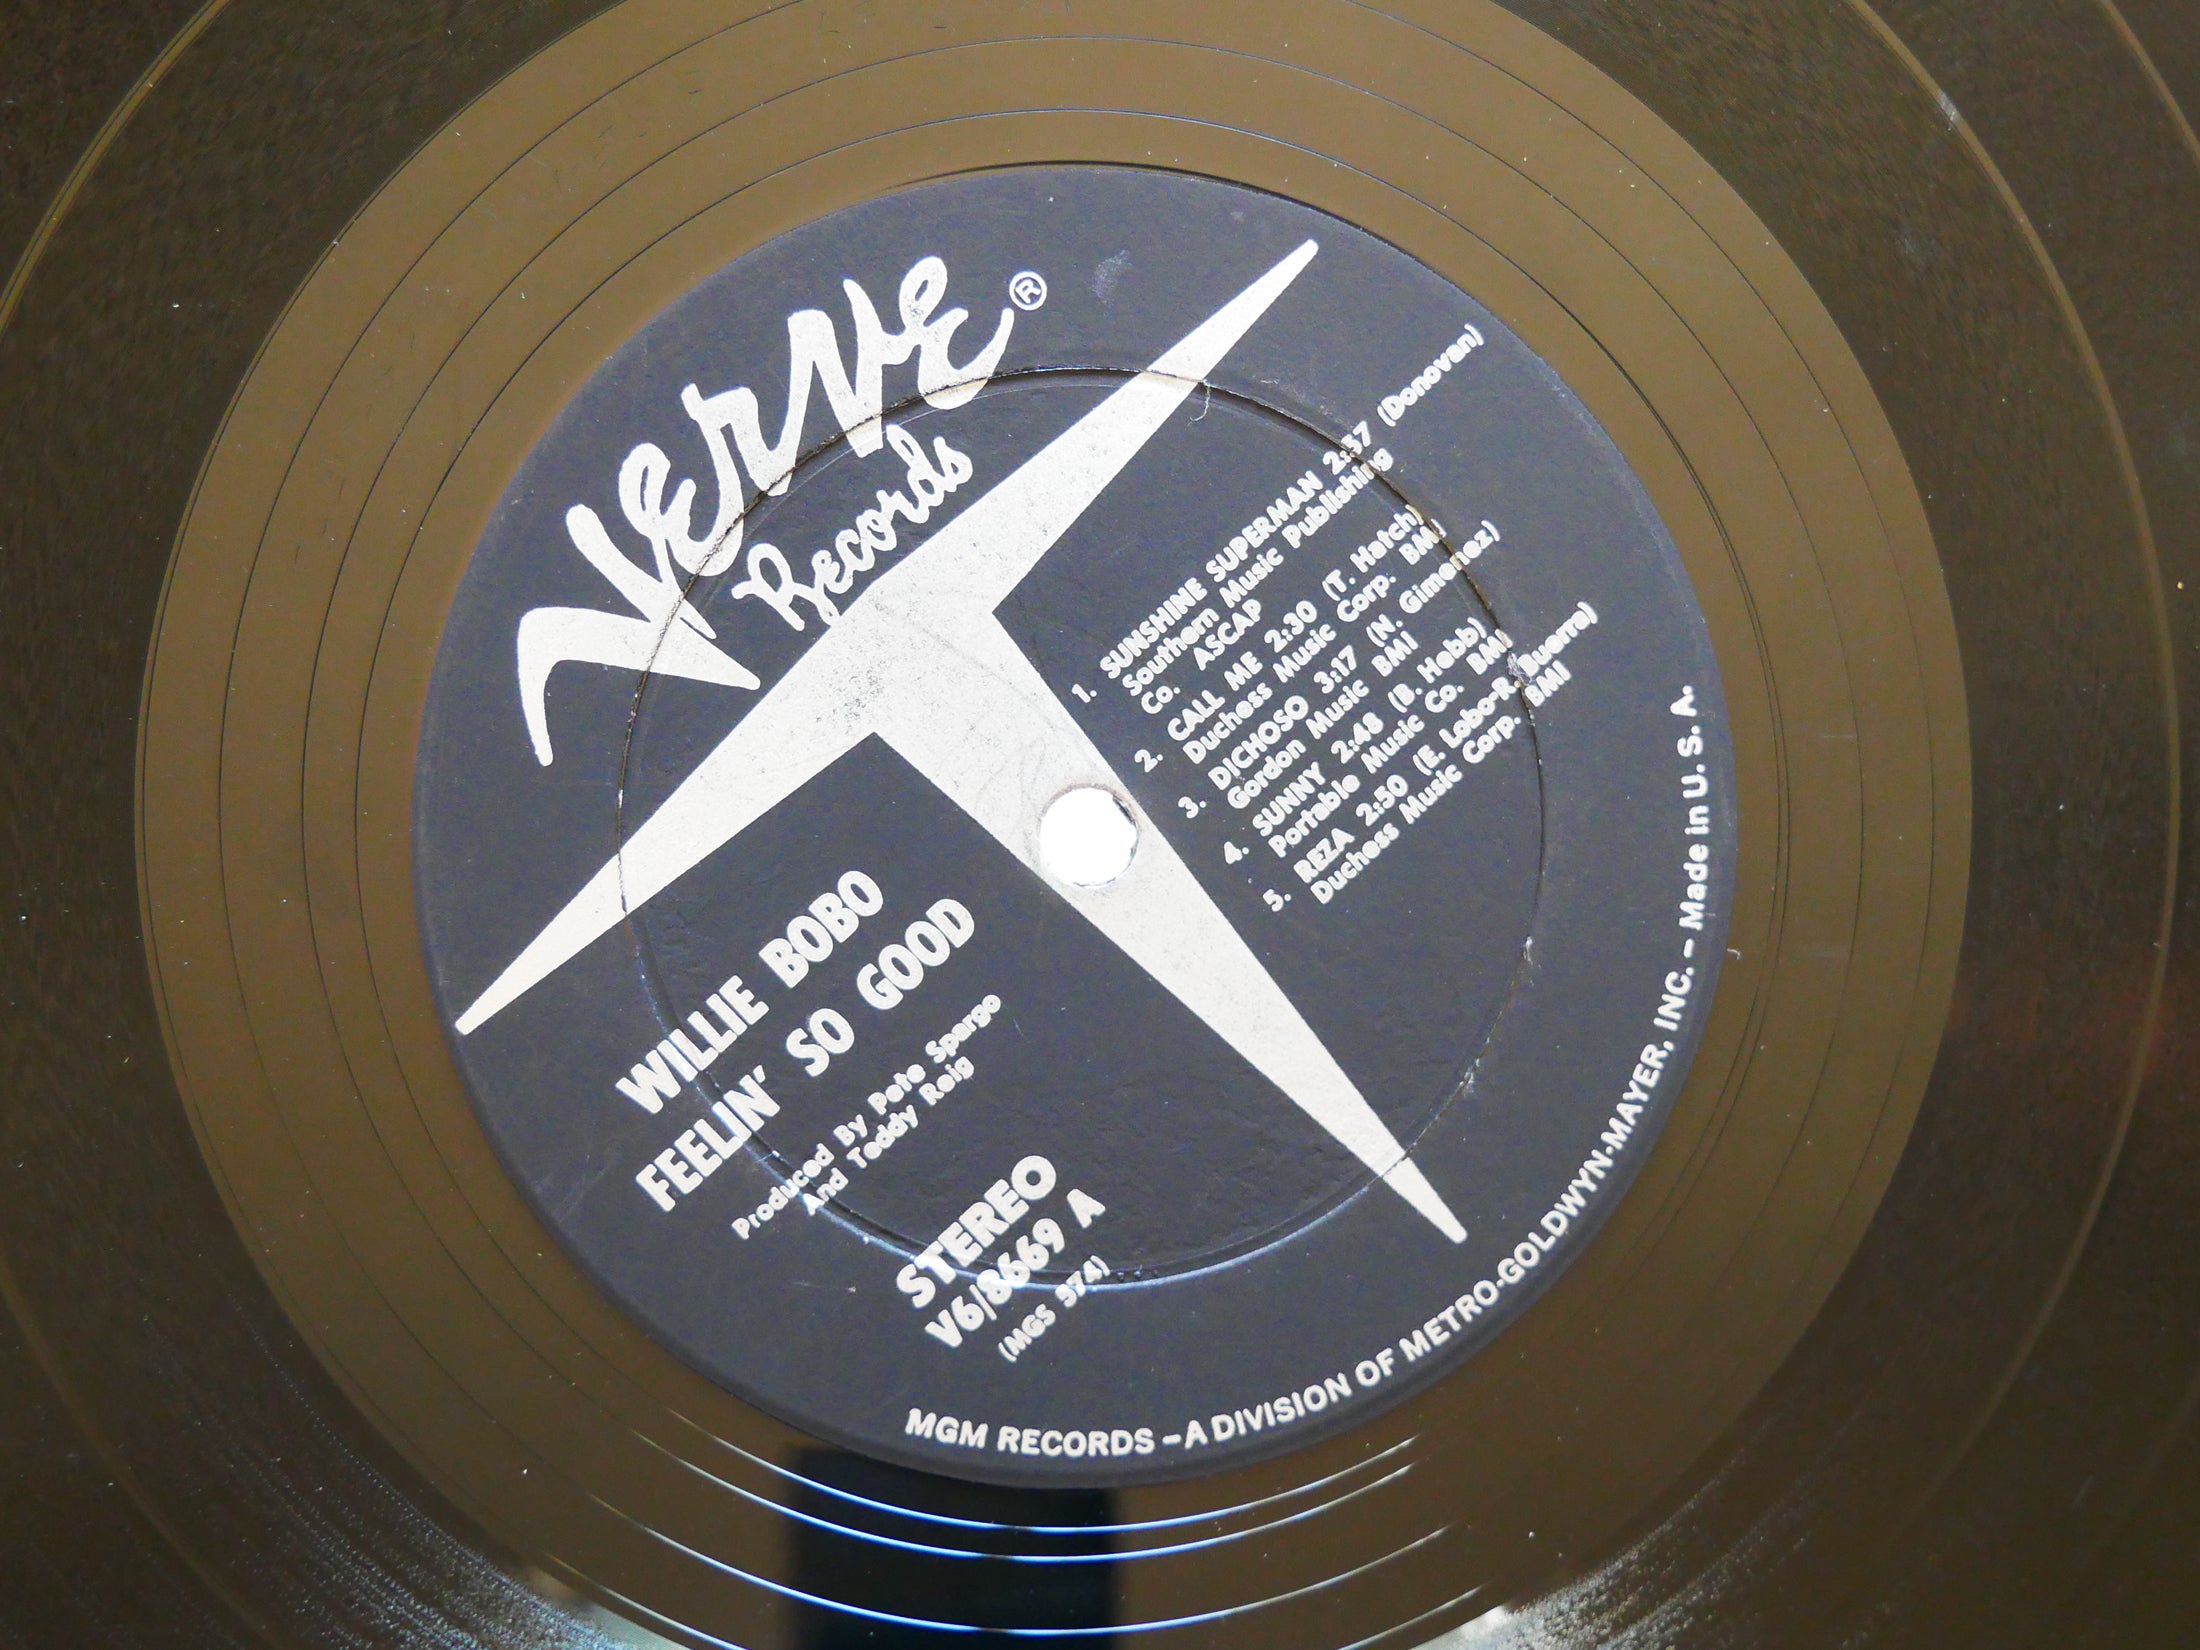 Verve®
Records
1. SUNSHINE SUPERMAN 2:37 (Donovan)
Southern Music Publishing
Co. ASCAP
2. CALL ME 2:30 (T. Hatch)
Duchess Music Corp. BMI
3. DICHOSO 3:17 (N. Gimenez)
Gordon Music BMI
4. SUNNY 2:48 (B. Hebb)
Portable Music Co. BMI
5. REZA 2:50 (E. Lobo-R. Guerra)
Duchess Music Corp. BMI
WILLIE BOBO
FEELIN' SO GOOD
Produced By Pete Spargo
And Teddy Reig
STEREO
V6/8669 A
(MGS 974)
MGM RECORDS – A DIVISION OF METRO-GOLDWYN-MAYER, INC. – Made in U. S. A.